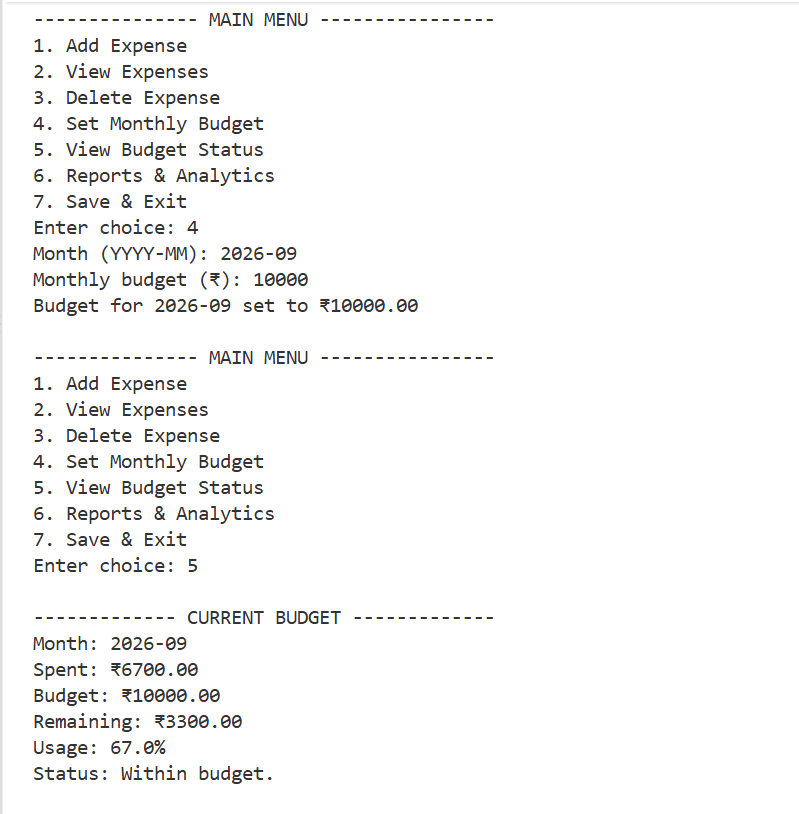 --------------- MAIN MENU ----------------
1. Add Expense
2. View Expenses
3. Delete Expense
4. Set Monthly Budget
5. View Budget Status
6. Reports & Analytics
7. Save & Exit
Enter choice: 4
Month (YYYY-MM): 2026-09
Monthly budget (₹): 10000
Budget for 2026-09 set to ₹10000.00

--------------- MAIN MENU ----------------
1. Add Expense
2. View Expenses
3. Delete Expense
4. Set Monthly Budget
5. View Budget Status
6. Reports & Analytics
7. Save & Exit
Enter choice: 5

------------- CURRENT BUDGET -------------
Month: 2026-09
Spent: ₹6700.00
Budget: ₹10000.00
Remaining: ₹3300.00
Usage: 67.0%
Status: Within budget.